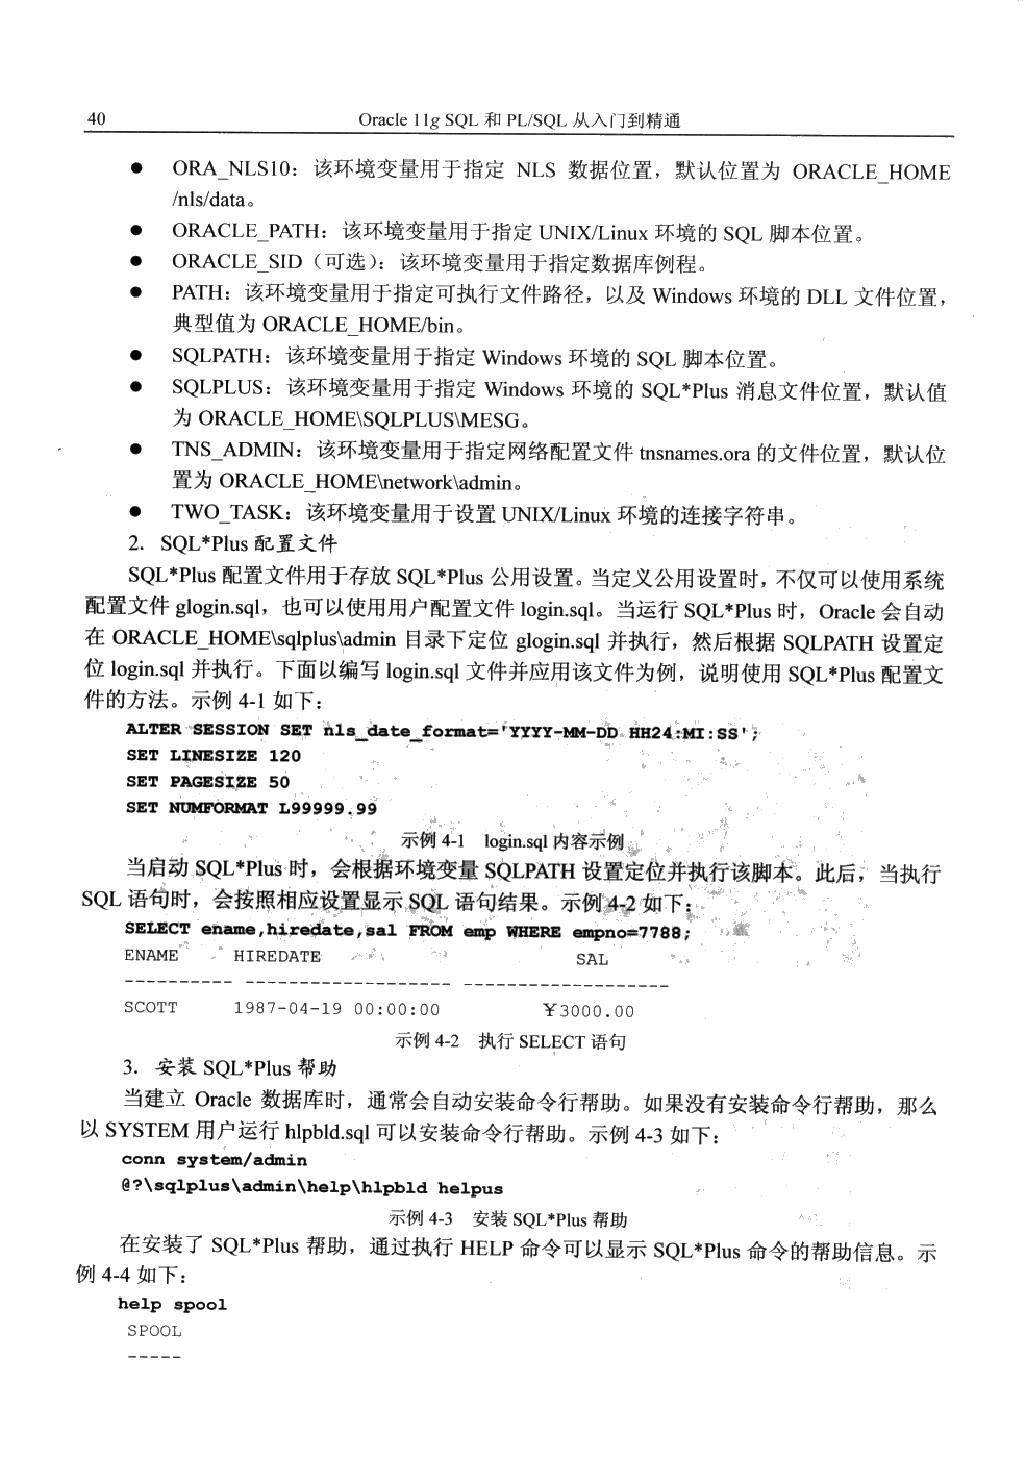 40 Oracle 11g SQL 和 PL/SQL 从入门到精通
● ORA_NLS10：该环境变量用于指定 NLS 数据位置，默认位置为 ORACLE_HOME
/nls/data。
● ORACLE_PATH：该环境变量用于指定 UNIX/Linux 环境的 SQL 脚本位置。
● ORACLE_SID（可选）：该环境变量用于指定数据库例程。
● PATH：该环境变量用于指定可执行文件路径，以及 Windows 环境的 DLL 文件位置，
典型值为 ORACLE_HOME/bin。
● SQLPATH：该环境变量用于指定 Windows 环境的 SQL 脚本位置。
● SQLPLUS：该环境变量用于指定 Windows 环境的 SQL*Plus 消息文件位置，默认值
为 ORACLE_HOME\SQLPLUS\MESG。
● TNS_ADMIN：该环境变量用于指定网络配置文件 tnsnames.ora 的文件位置，默认位
置为 ORACLE_HOME\network\admin。
● TWO_TASK：该环境变量用于设置 UNIX/Linux 环境的连接字符串。
2．SQL*Plus 配置文件
SQL*Plus 配置文件用于存放 SQL*Plus 公用设置。当定义公用设置时，不仅可以使用系统
配置文件 glogin.sql，也可以使用用户配置文件 login.sql。当运行 SQL*Plus 时，Oracle 会自动
在 ORACLE_HOME\sqlplus\admin 目录下定位 glogin.sql 并执行，然后根据 SQLPATH 设置定
位 login.sql 并执行。下面以编写 login.sql 文件并应用该文件为例，说明使用 SQL*Plus 配置文
件的方法。示例 4-1 如下：
ALTER SESSION SET nls_date_format='YYYY-MM-DD HH24:MI:SS';
SET LINESIZE 120
SET PAGESIZE 50
SET NUMFORMAT L99999.99
示例 4-1 login.sql 内容示例
当启动 SQL*Plus 时，会根据环境变量 SQLPATH 设置定位并执行该脚本。此后，当执行
SQL 语句时，会按照相应设置显示 SQL 语句结果。示例 4-2 如下：
SELECT ename,hiredate,sal FROM emp WHERE empno=7788;
ENAME HIREDATE SAL
---------- ------------------- -------------------
SCOTT 1987-04-19 00:00:00 ￥3000.00
示例 4-2 执行 SELECT 语句
3．安装 SQL*Plus 帮助
当建立 Oracle 数据库时，通常会自动安装命令行帮助。如果没有安装命令行帮助，那么
以 SYSTEM 用户运行 hlpbld.sql 可以安装命令行帮助。示例 4-3 如下：
conn system/admin
@?\sqlplus\admin\help\hlpbld helpus
示例 4-3 安装 SQL*Plus 帮助
在安装了 SQL*Plus 帮助，通过执行 HELP 命令可以显示 SQL*Plus 命令的帮助信息。示
例 4-4 如下：
help spool
SPOOL
-----